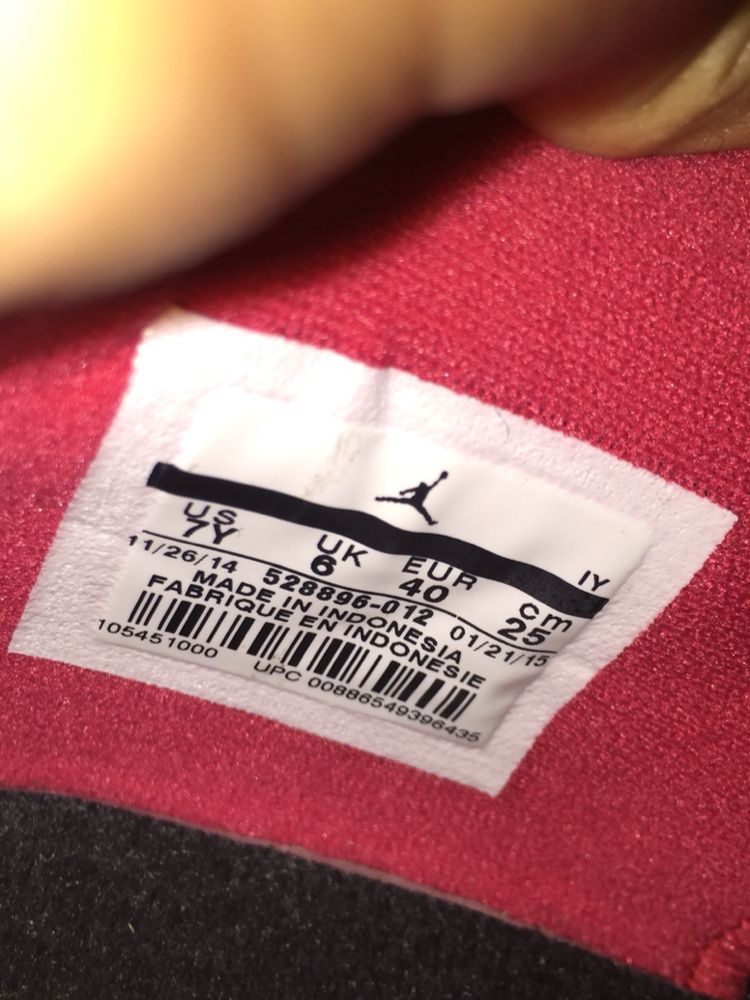 IY
US UK EUR cm
7Y 6 40 25
11/26/14 528896-012 01/21/15
MADE IN INDONESIA
FABRIQUE EN INDONESIE
105451000 UPC 00886549396435